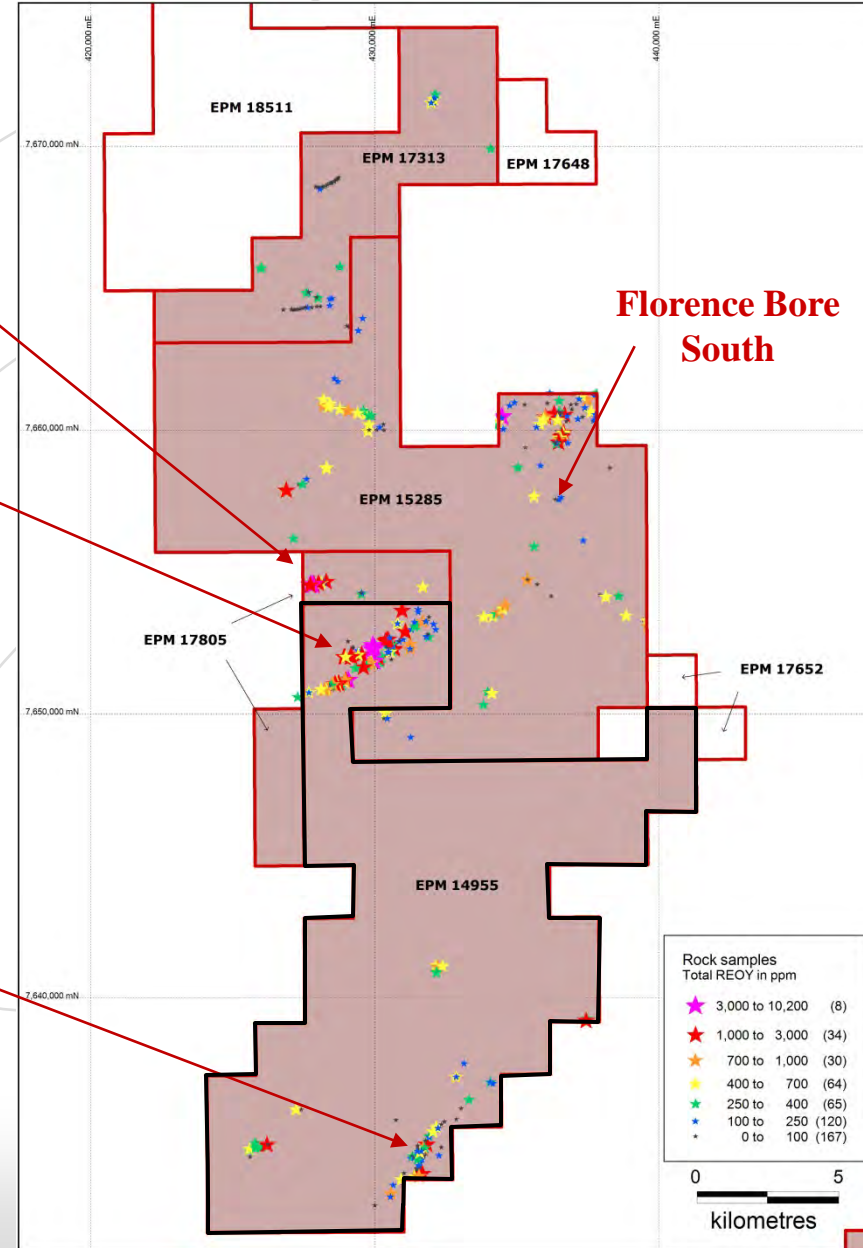 420,000 mE
430,000 mE
440,000 mE
EPM 18511
7,670,000 mN
EPM 17313
EPM 17648
Florence Bore
South
7,660,000 mN
EPM 15285
EPM 17805
EPM 17652
7,650,000 mN
EPM 14955
7,640,000 mN
Rock samples
Total REOY in ppm
3,000 to 10,200 (8)
1,000 to 3,000 (34)
700 to 1,000 (30)
400 to 700 (64)
250 to 400 (65)
100 to 250 (120)
0 to 100 (167)
0 5
kilometres